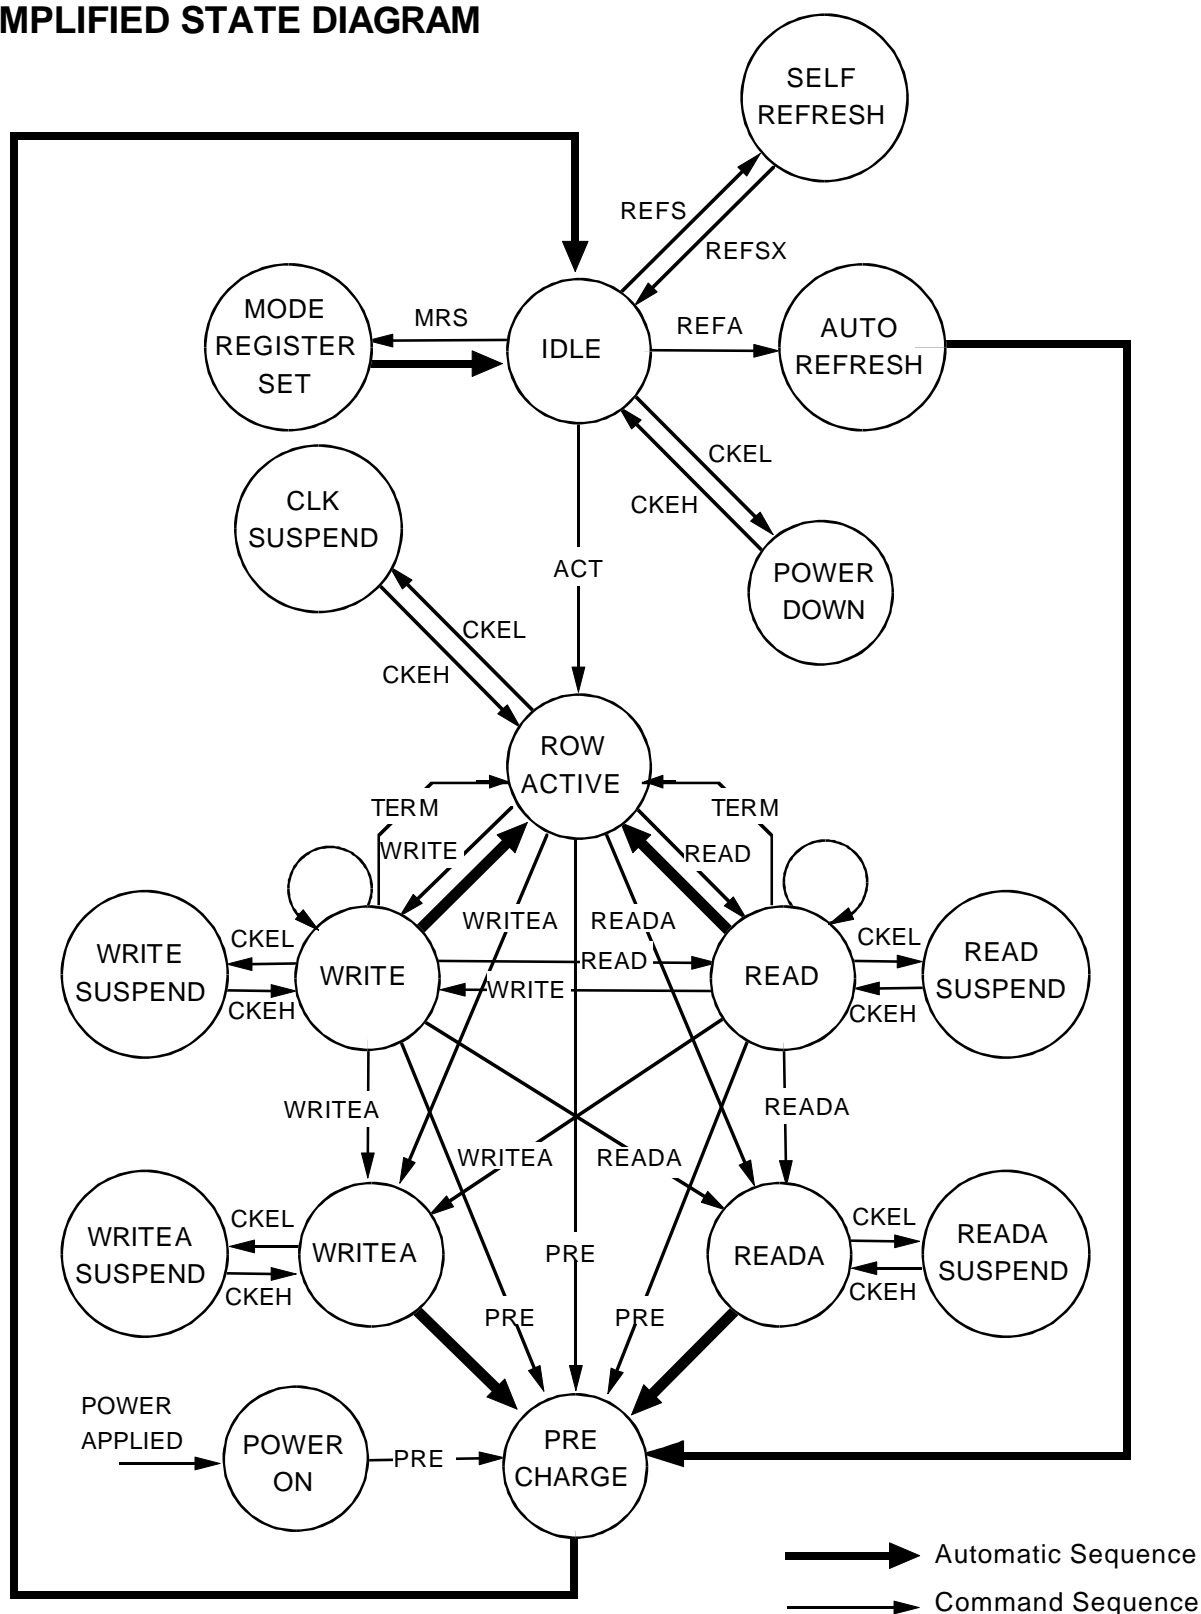 MPLIFIED STATE DIAGRAM
SELF
REFRESH
REFS
REFSX
MODE
REGISTER
SET
MRS
IDLE
REFA
AUTO
REFRESH
CKEL
CKEH
CLK
SUSPEND
POWER
DOWN
ACT
CKEL
CKEH
ROW
ACTIVE
TERM
TERM
WRITE
READ
WRITEA
READA
WRITE
SUSPEND
CKEL
CKEH
WRITE
READ
WRITE
READ
CKEL
CKEH
READ
SUSPEND
WRITEA
READA
WRITEA
READA
WRITEA
SUSPEND
CKEL
CKEH
WRITEA
PRE
READA
CKEL
CKEH
READA
SUSPEND
PRE
PRE
POWER
APPLIED
POWER
ON
PRE
PRE
CHARGE
Automatic Sequence
Command Sequence